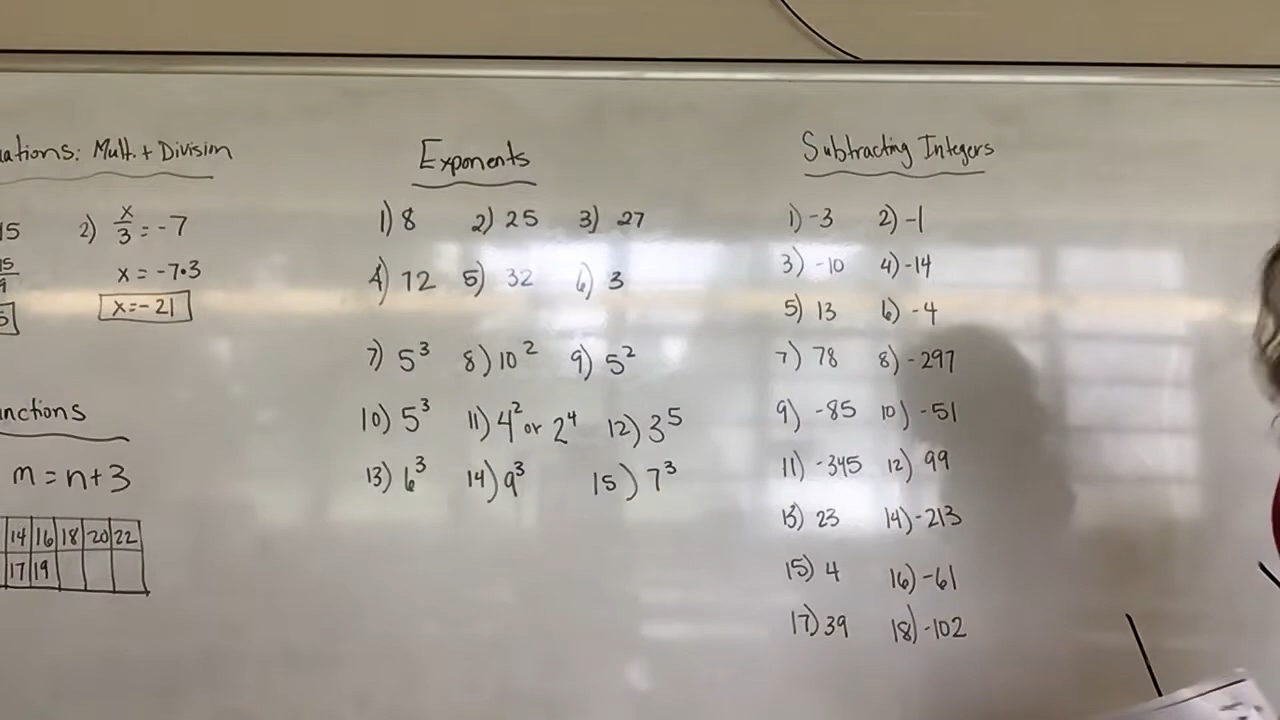 ations: Mult. + Division
15
15
9
5
2) x/3 = -7
x = -7·3
x = -21
nctions
m = n+3
14 16 18 20 22
17 19
Exponents
1) 8 2) 25 3) 27
4) 12 5) 32 6) 3
7) 5³ 8) 10² 9) 5²
10) 5³ 11) 4² or 2⁴ 12) 3⁵
13) 6³ 14) 9³ 15) 7³
Subtracting Integers
1) -3 2) -1
3) -10 4) -14
5) 13 6) -4
7) 78 8) -297
9) -85 10) -51
11) -345 12) 99
13) 23 14) -213
15) 4 16) -61
17) 39 18) -102